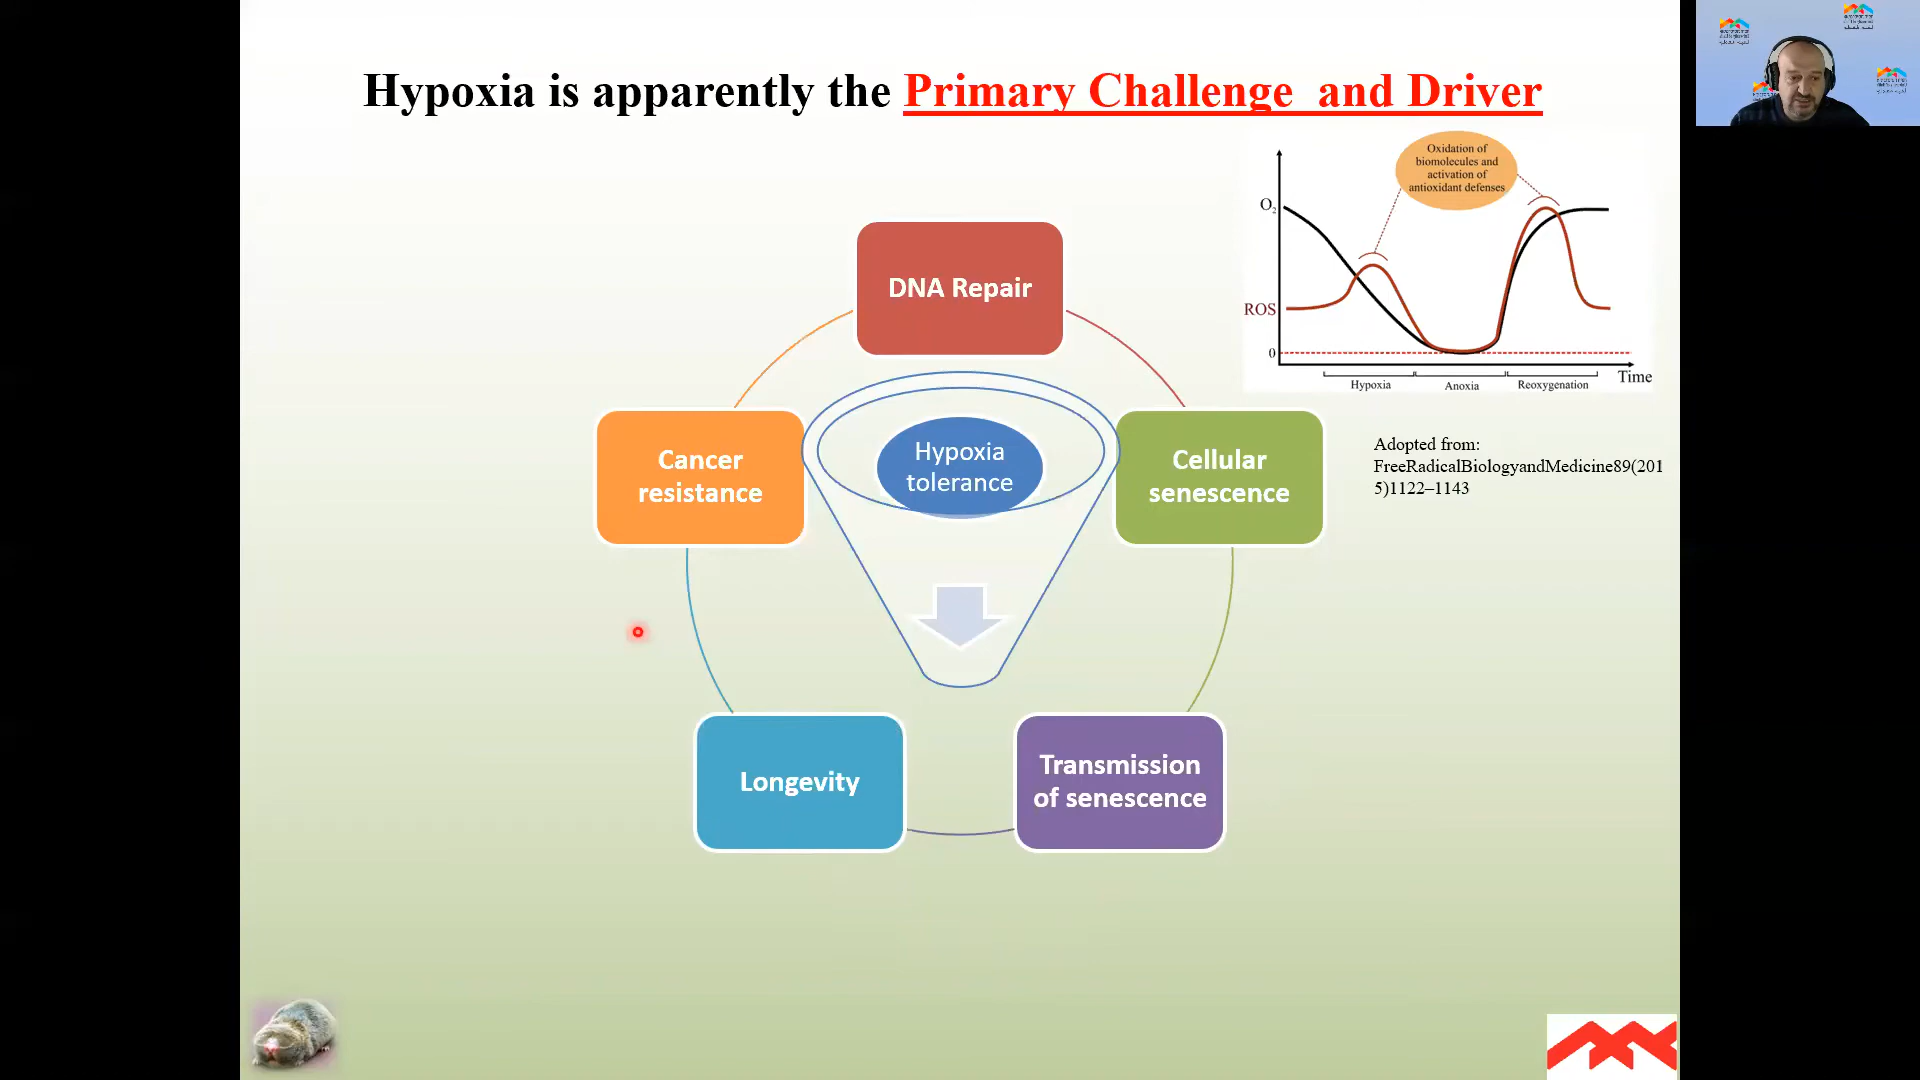 Hypoxia is apparently the Primary Challenge and Driver
Oxidation of
biomolecules and
activation of
antioxidant defenses
O2
ROS
0
Hypoxia
Anoxia
Reoxygenation
Time
DNA Repair
Cancer
resistance
Hypoxia
tolerance
Cellular
senescence
Adopted from:
FreeRadicalBiologyandMedicine89(201
5)1122–1143
Longevity
Transmission
of senescence